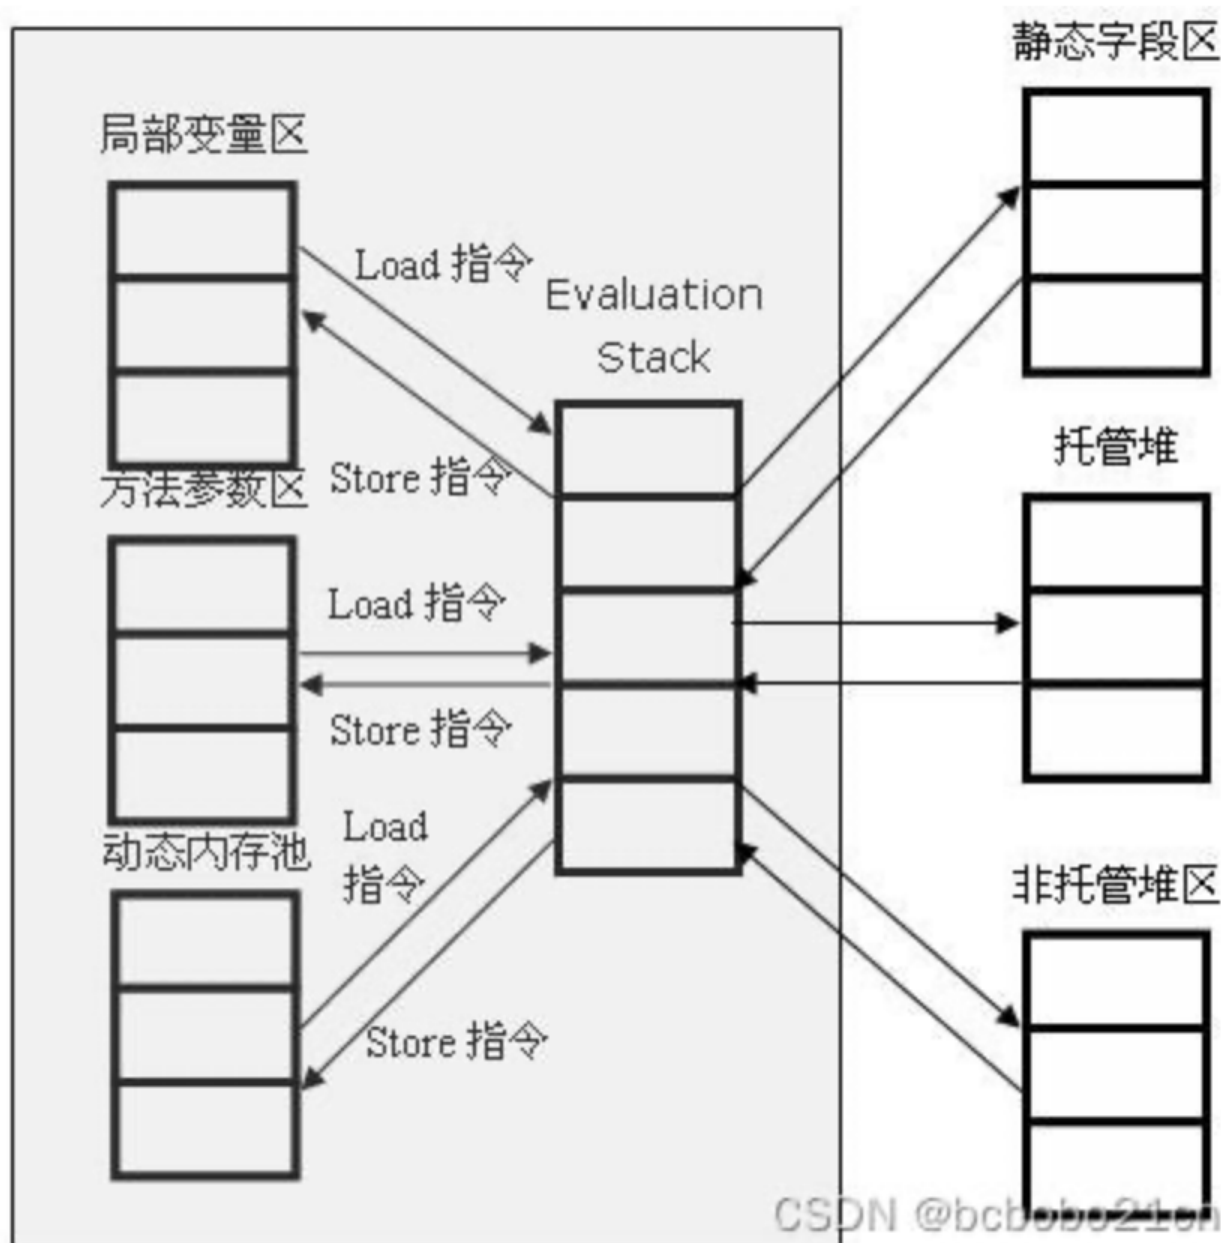 静态字段区
局部变量区
Load 指令
Evaluation
Stack
托管堆
Store 指令
方法参数区
Load 指令
Store 指令
Load
指令
动态内存池
非托管堆区
Store 指令
CSDN @bcbobo21cn